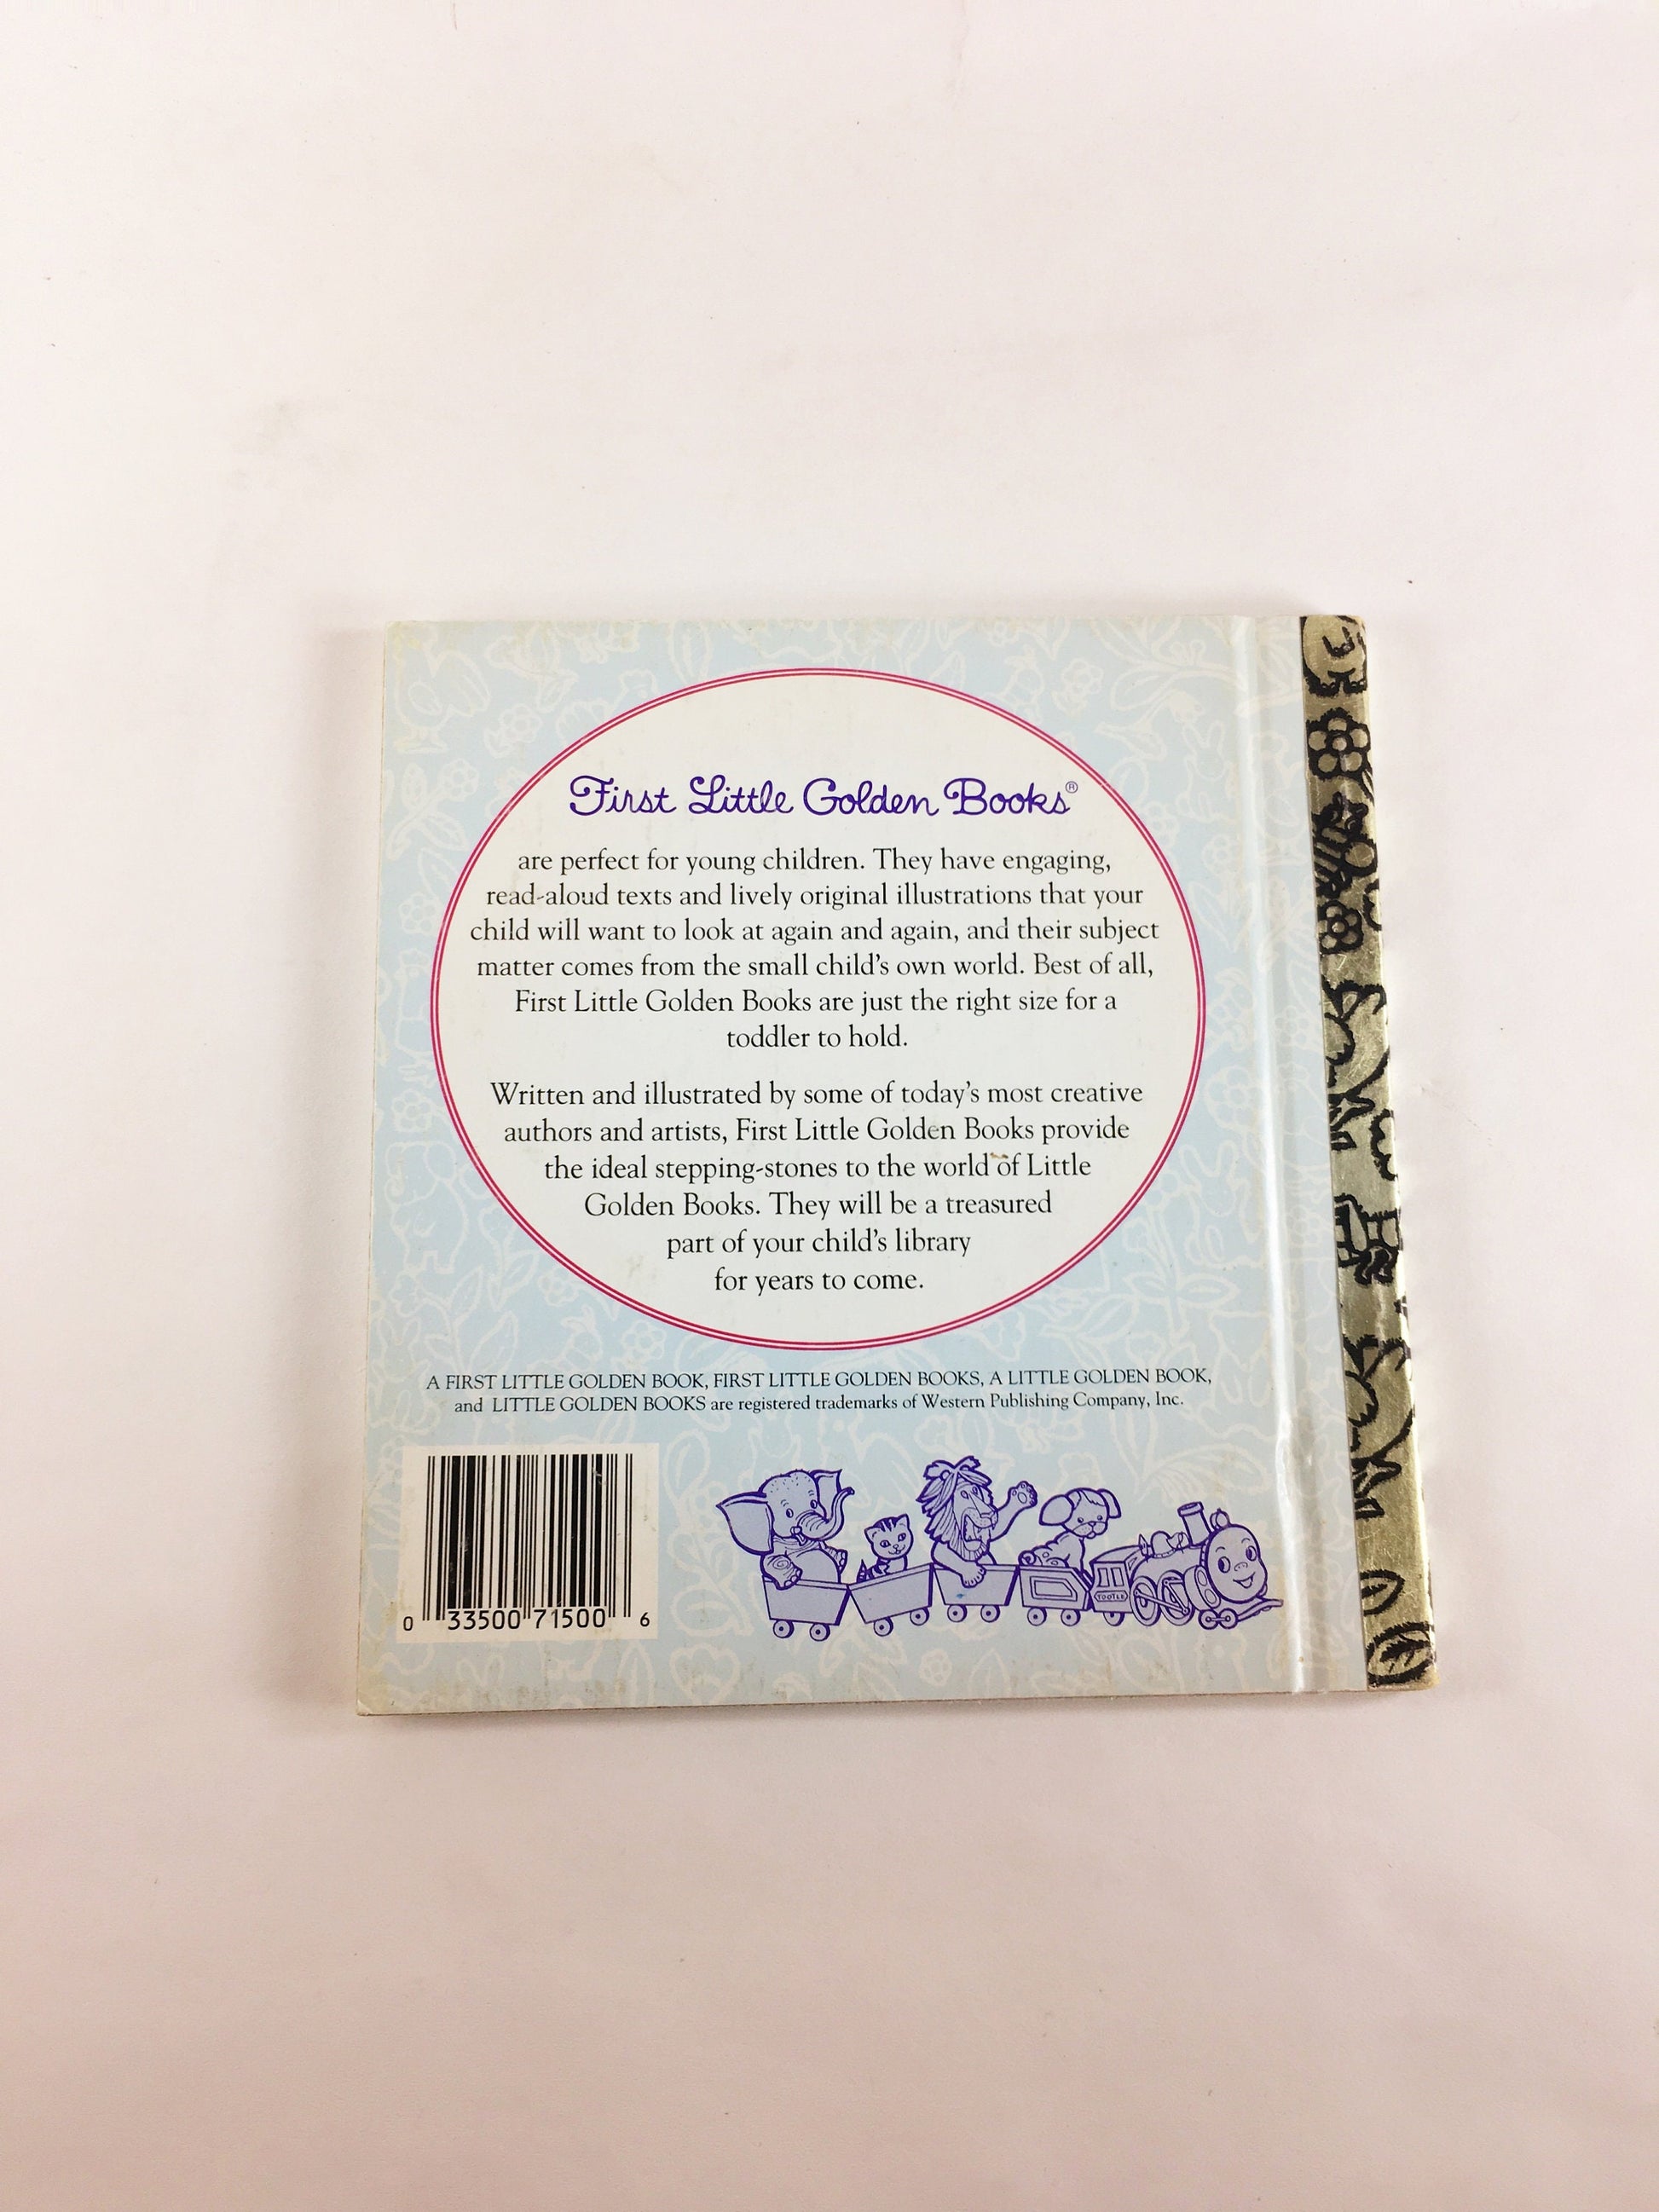 First Little Golden Books®
are perfect for young children. They have engaging,
read-aloud texts and lively original illustrations that your
child will want to look at again and again, and their subject
matter comes from the small child's own world. Best of all,
First Little Golden Books are just the right size for a
toddler to hold.
Written and illustrated by some of today's most creative
authors and artists, First Little Golden Books provide
the ideal stepping-stones to the world of Little
Golden Books. They will be a treasured
part of your child's library
for years to come.
A FIRST LITTLE GOLDEN BOOK, FIRST LITTLE GOLDEN BOOKS, A LITTLE GOLDEN BOOK,
and LITTLE GOLDEN BOOKS are registered trademarks of Western Publishing Company, Inc.
TOOTLE
0 33500 71500 6